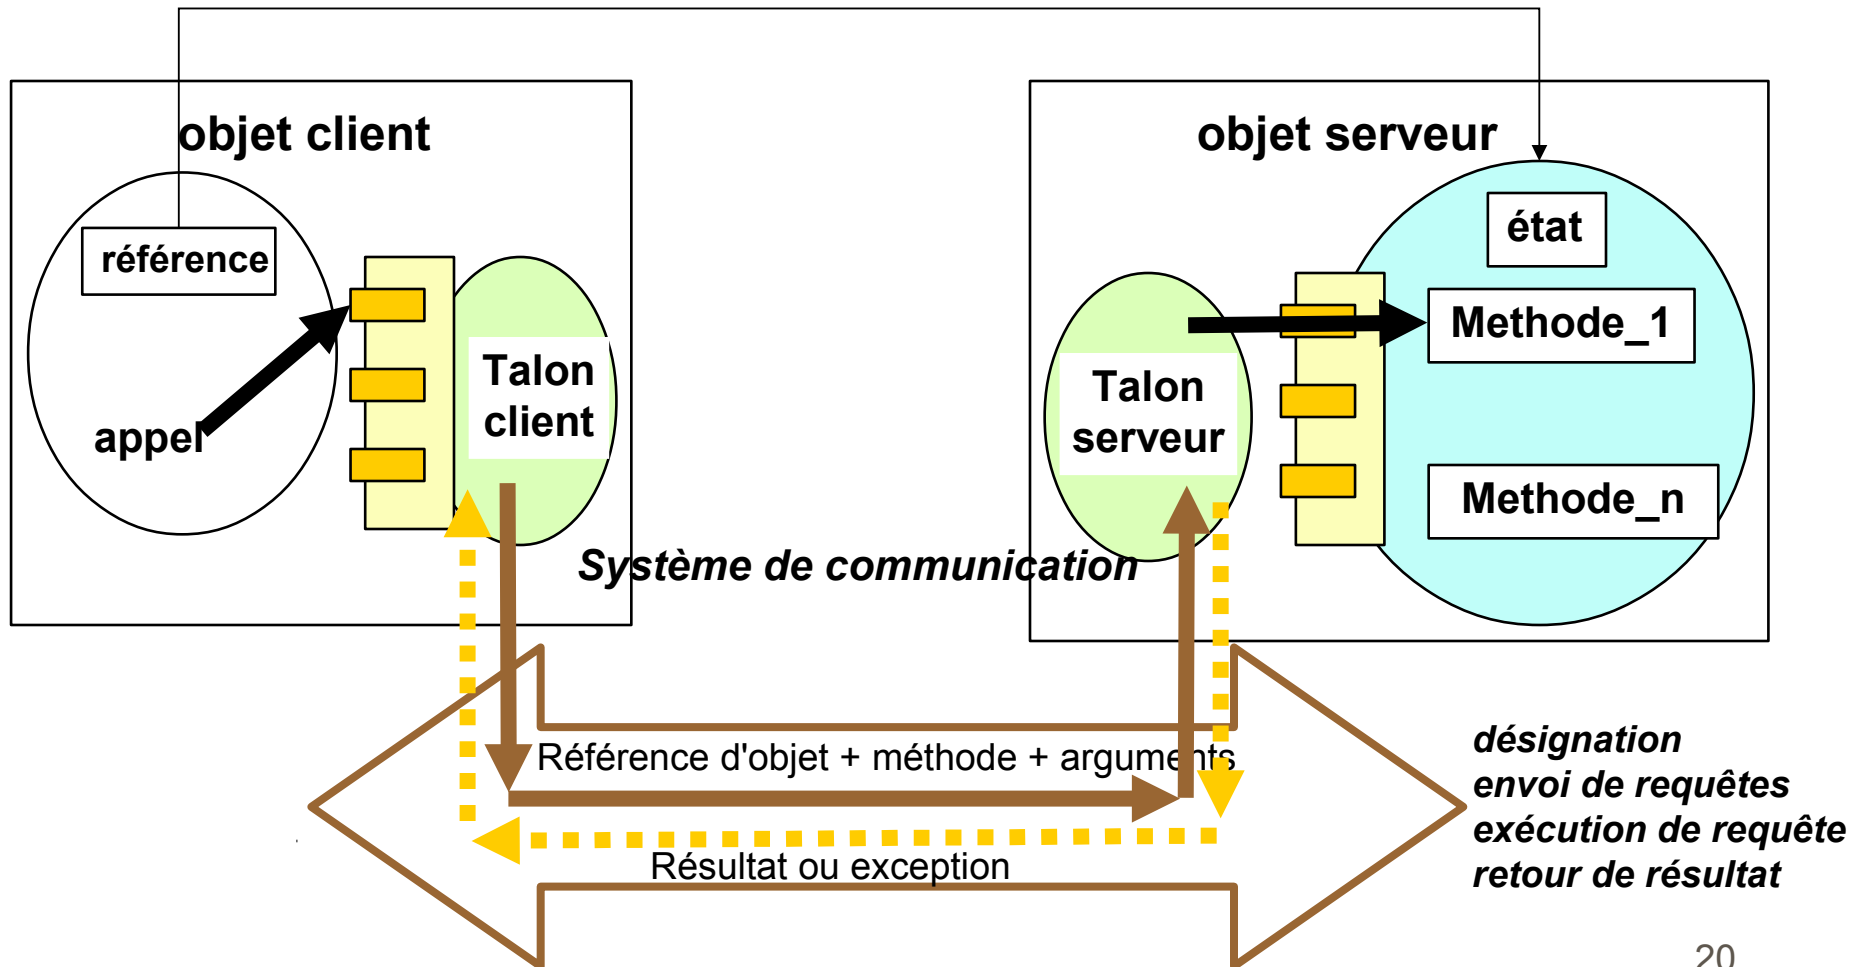 objet client
objet serveur
référence
appel
Talon
client
état
Methode_1
Talon
serveur
Methode_n
Système de communication
Référence d'objet + méthode + arguments
Résultat ou exception
désignation
envoi de requêtes
exécution de requête
retour de résultat
20